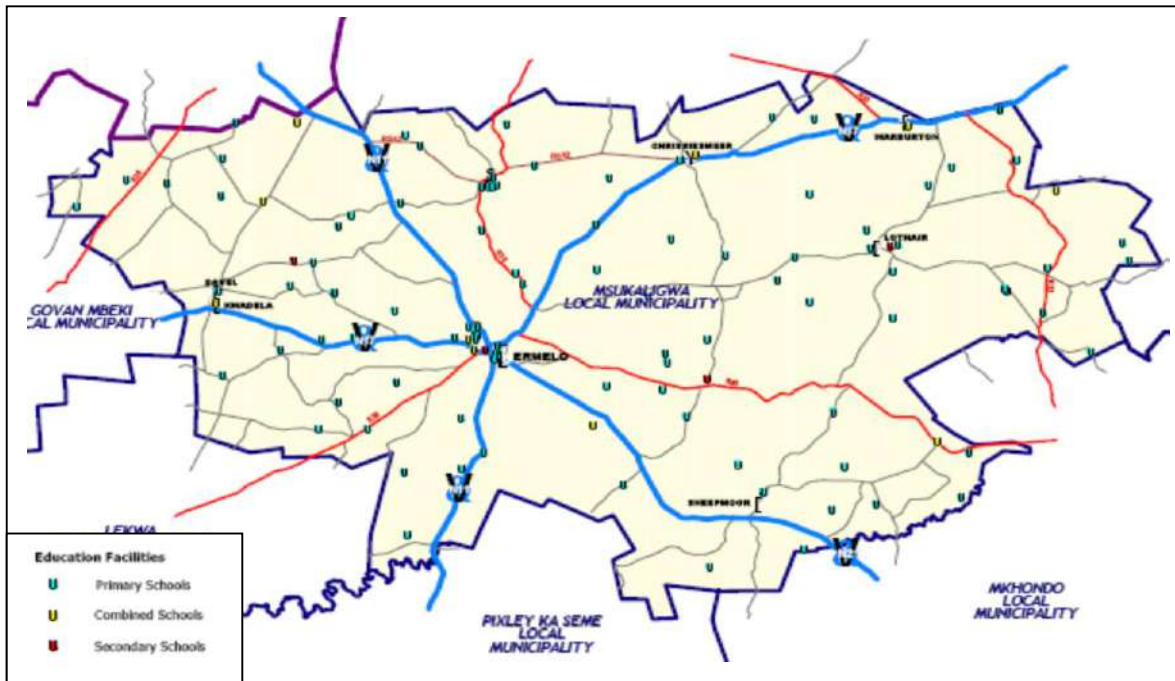 CHRISSIESMEER
WARBURTON
LOTHAIR
DAVEL
KWADELA
GOVAN MBEKI
CAL MUNICIPALITY
MSUKALIGWA
LOCAL MUNICIPALITY
ERMELO
SHEEPMOOR
LEKWA
PIXLEY KA SEME
LOCAL
MUNICIPALITY
MKHONDO
LOCAL
MUNICIPALITY
Education Facilities
U Primary Schools
U Combined Schools
U Secondary Schools